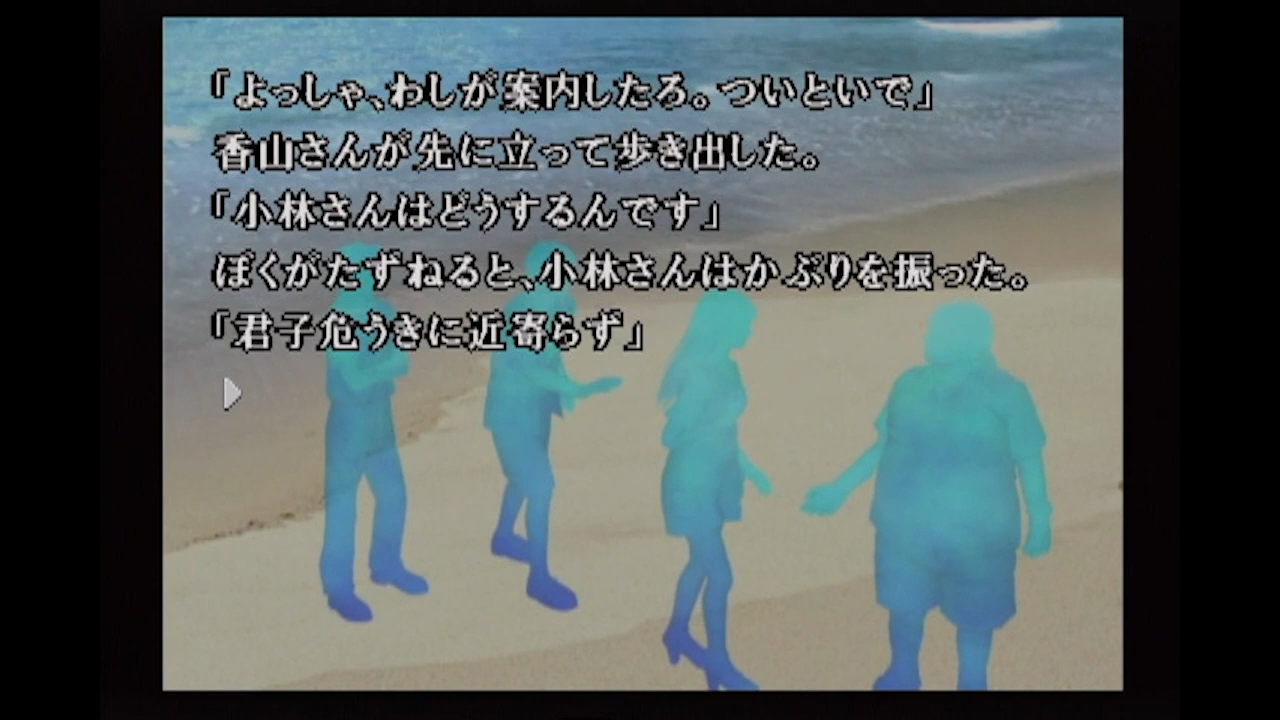 「よっしゃ、わしが案内したろ。ついといで」
香山さんが先に立って歩き出した。
「小林さんはどうするんです」
ぼくがたずねると、小林さんはかぶりを振った。
「君子危うきに近寄らず」